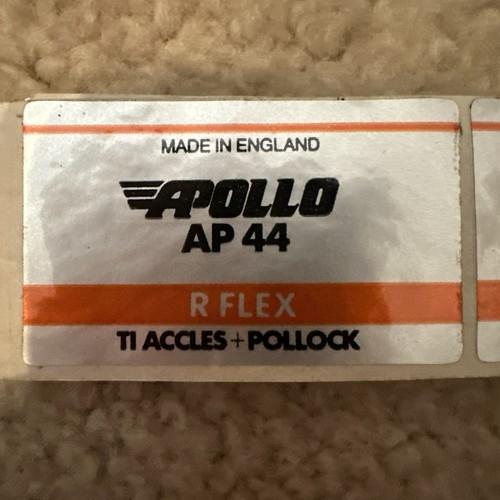 MADE IN ENGLAND
APOLLO
AP 44
R FLEX
TI ACCLES+POLLOCK